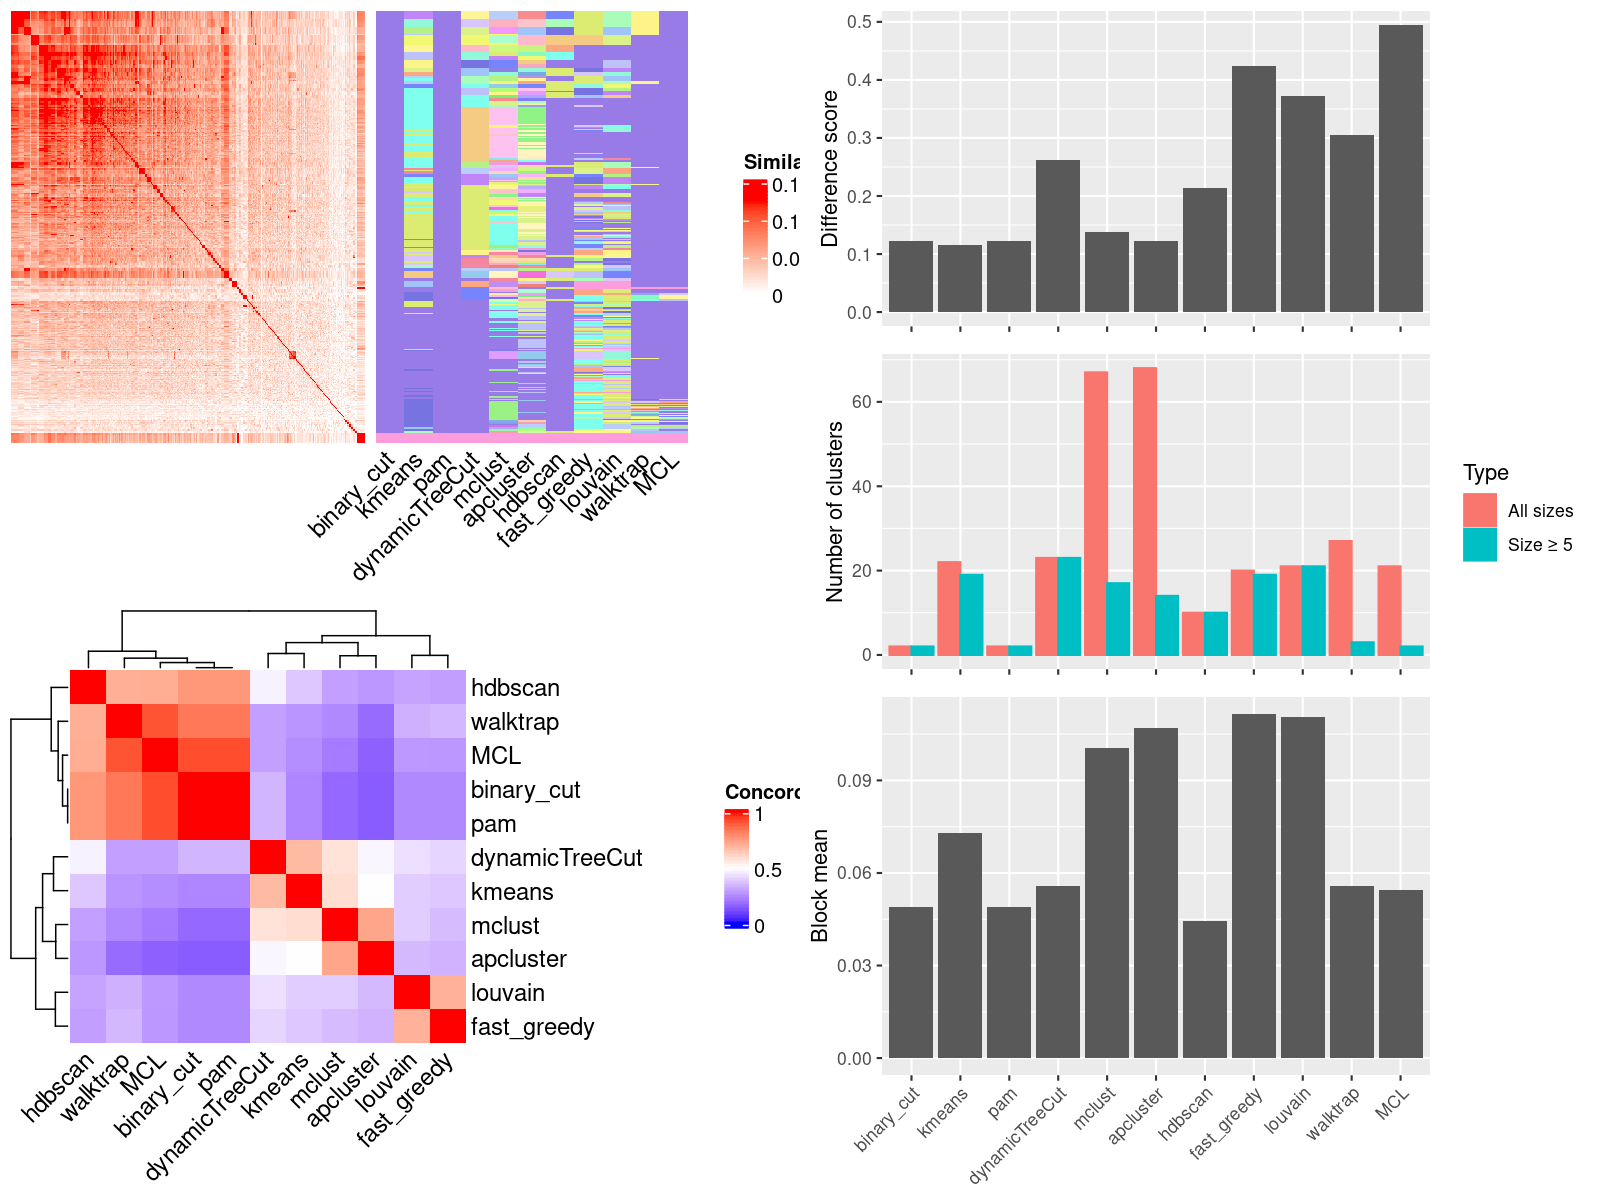 Simila
0.1
0.1
0.0
0
binary_cut
kmeans
pam
dynamicTreeCut
mclust
apcluster
hdbscan
fast_greedy
louvain
walktrap
MCL
hdbscan
walktrap
MCL
binary_cut
pam
dynamicTreeCut
kmeans
mclust
apcluster
louvain
fast_greedy
Concord
1
0.5
0
hdbscan
walktrap
MCL
binary_cut
pam
dynamicTreeCut
kmeans
mclust
apcluster
louvain
fast_greedy
Difference score
0.5
0.4
0.3
0.2
0.1
0.0
Number of clusters
60
40
20
0
Type
All sizes
Size ≥ 5
Block mean
0.09
0.06
0.03
0.00
binary_cut
kmeans
pam
dynamicTreeCut
mclust
apcluster
hdbscan
fast_greedy
louvain
walktrap
MCL